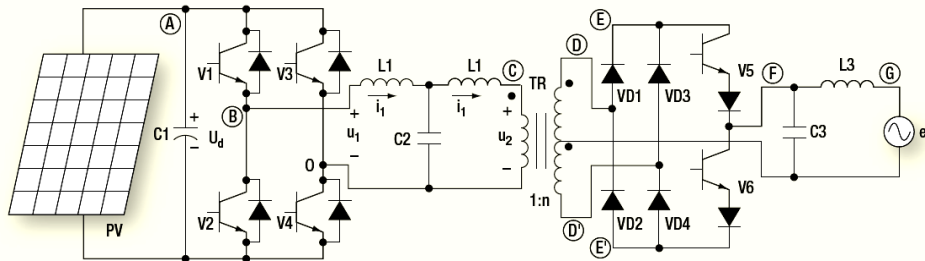 A
E
V1
V3
L1
L1
C
TR
D
V5
F
L3
G
VD1
VD3
B
i1
i1
+
+
+
C1
Ud
u1
C2
u2
C3
e
−
−
−
O
V2
V4
1:n
VD2
VD4
V6
PV
D'
E'